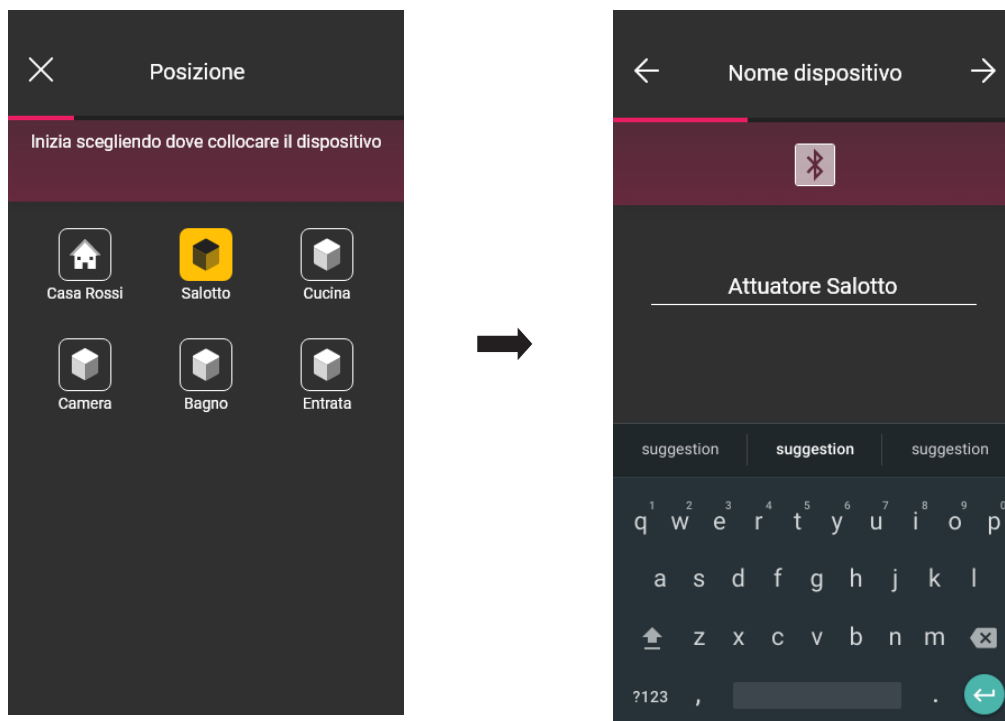 Posizione
Inizia scegliendo dove collocare il dispositivo
Casa Rossi Salotto Cucina
Camera Bagno Entrata
Nome dispositivo
Attuatore Salotto
suggestion suggestion suggestion
1 2 3 4 5 6 7 8 9 0
q w e r t y u i o p
a s d f g h j k l
z x c v b n m
?123 , .